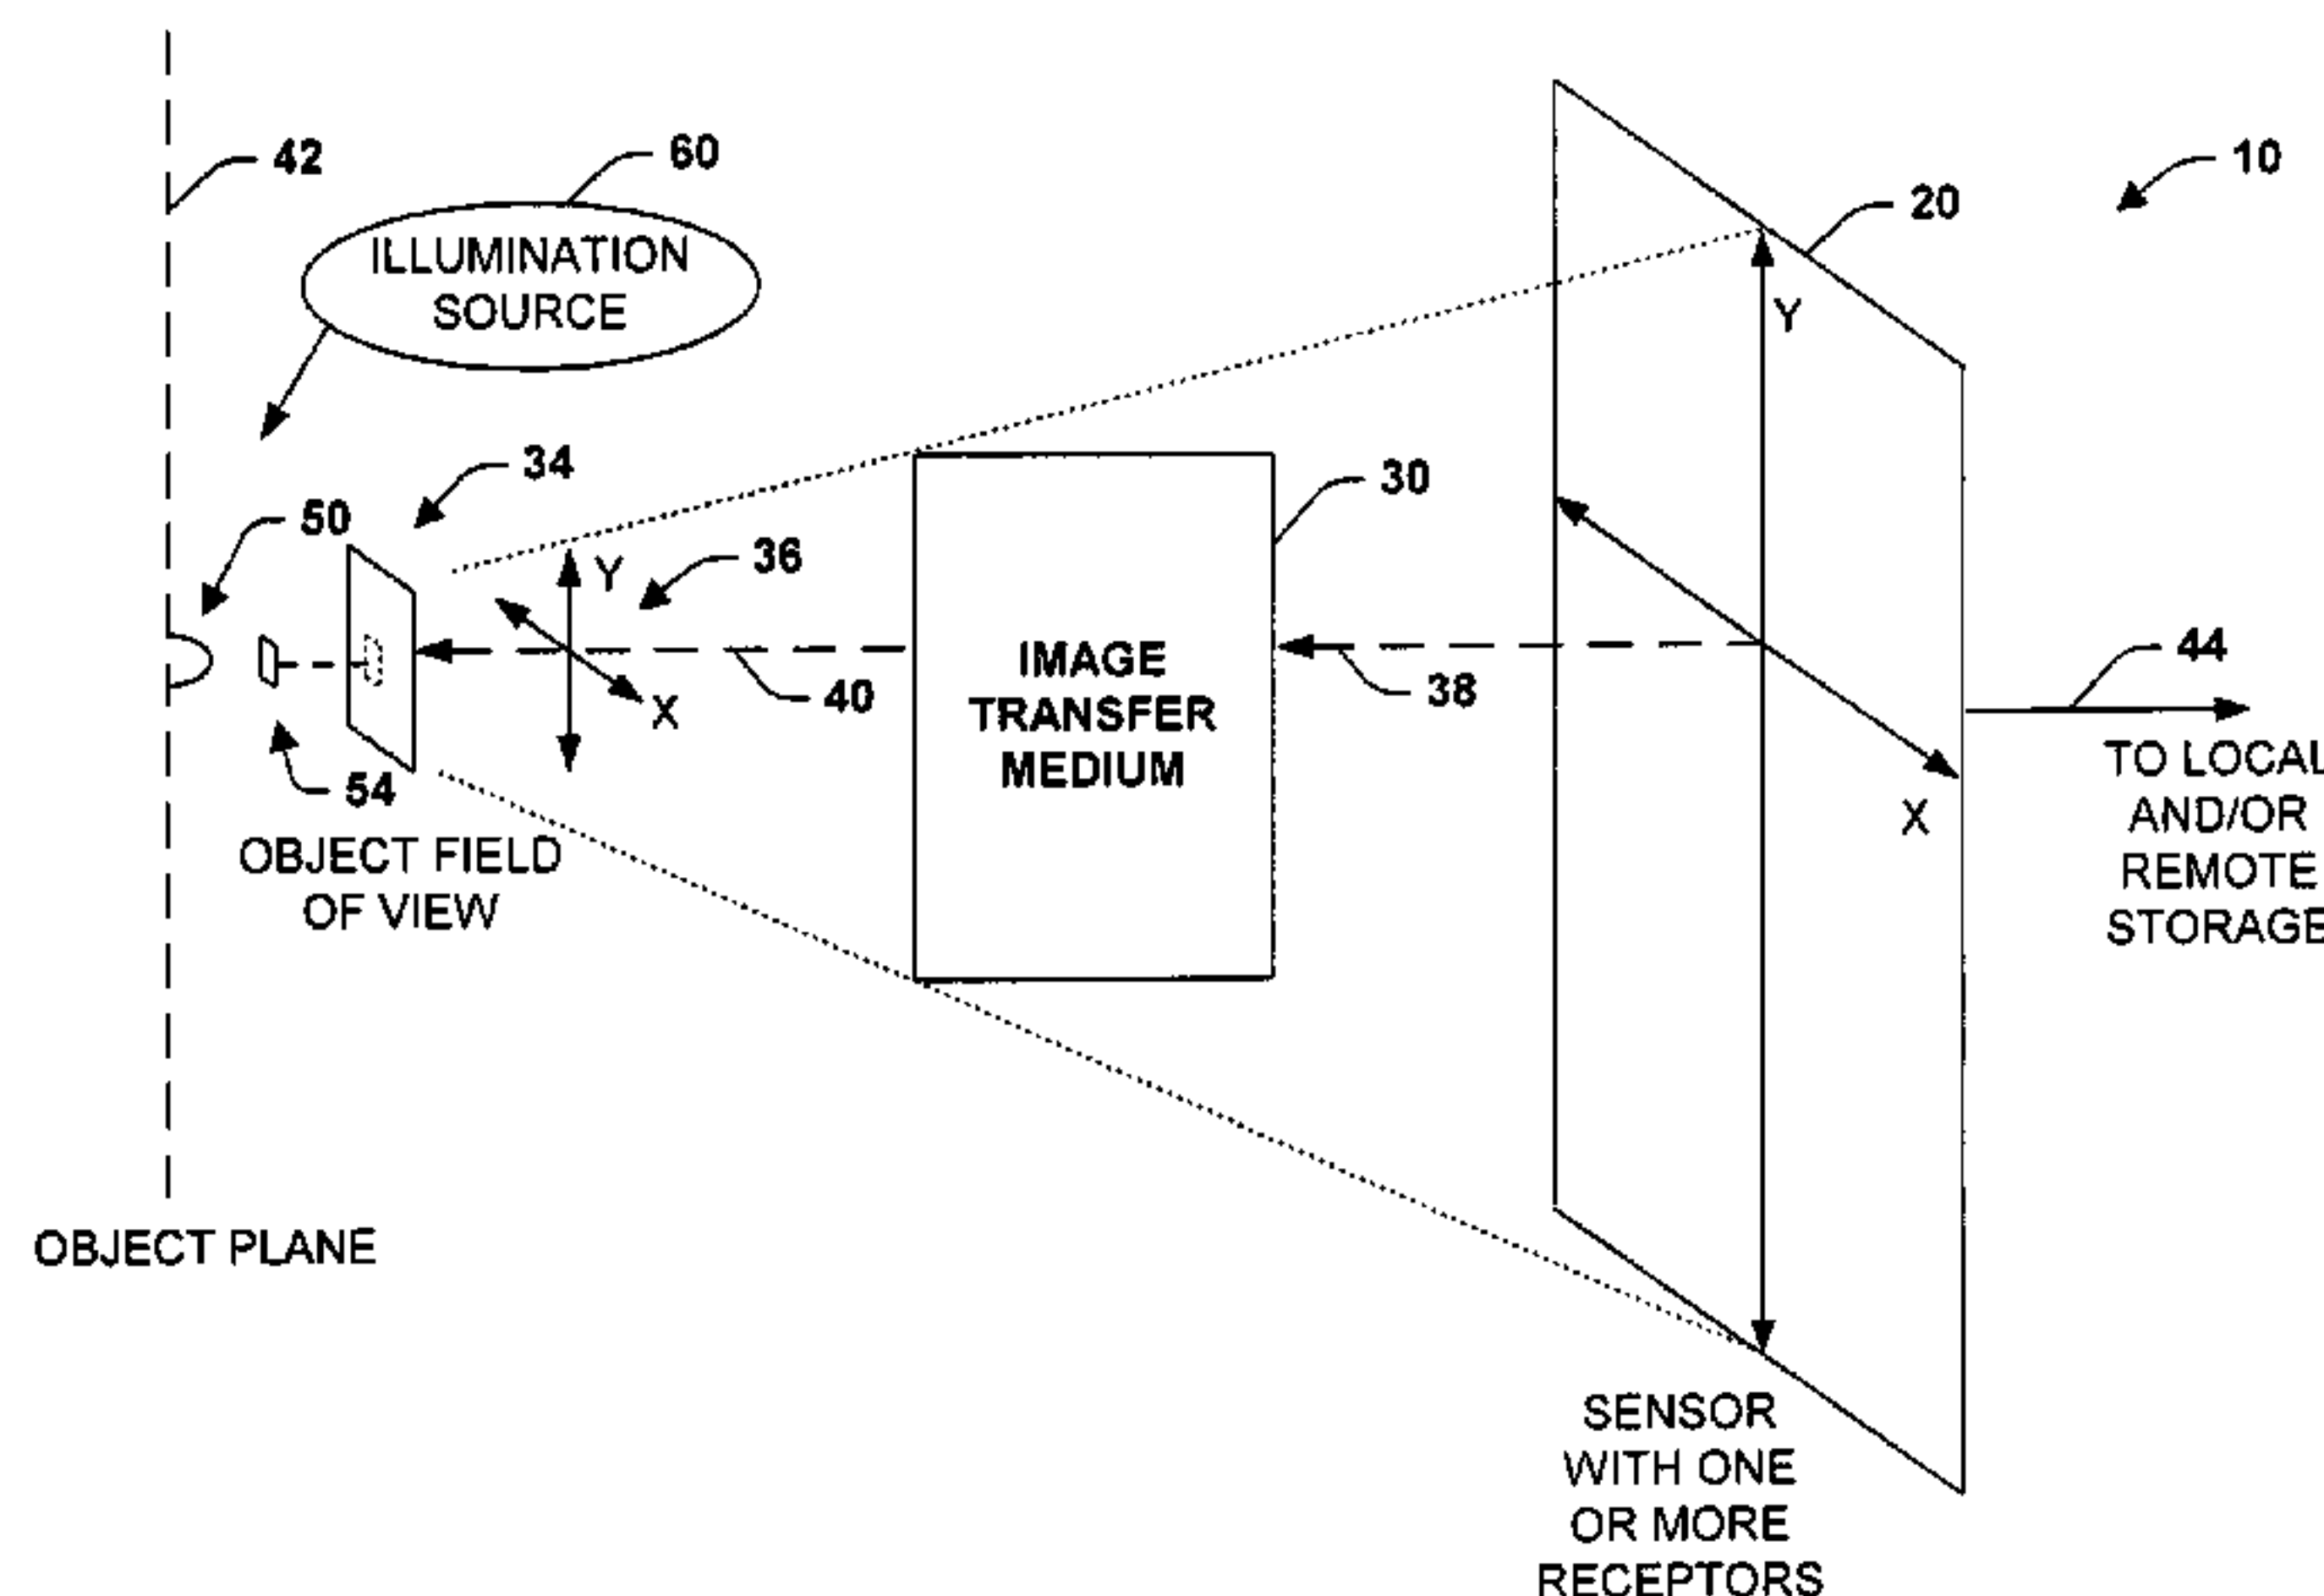 42
60
10
20
ILLUMINATION
SOURCE
Y
34
30
50
36
Y
44
IMAGE
TRANSFER
MEDIUM
40
38
X
54
TO LOCAL
AND/OR
REMOTE
STORAGE
X
OBJECT FIELD
OF VIEW
OBJECT PLANE
SENSOR
WITH ONE
OR MORE
RECEPTORS